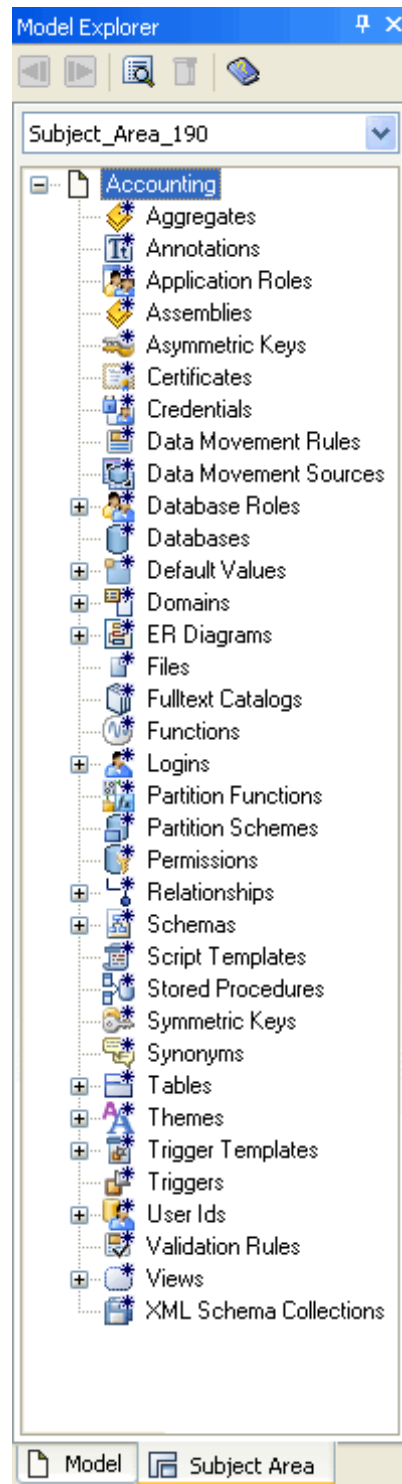 Model Explorer
Subject_Area_190
Accounting
Aggregates
Annotations
Application Roles
Assemblies
Asymmetric Keys
Certificates
Credentials
Data Movement Rules
Data Movement Sources
Database Roles
Databases
Default Values
Domains
ER Diagrams
Files
Fulltext Catalogs
Functions
Logins
Partition Functions
Partition Schemes
Permissions
Relationships
Schemas
Script Templates
Stored Procedures
Symmetric Keys
Synonyms
Tables
Themes
Trigger Templates
Triggers
User Ids
Validation Rules
Views
XML Schema Collections
Model Subject Area